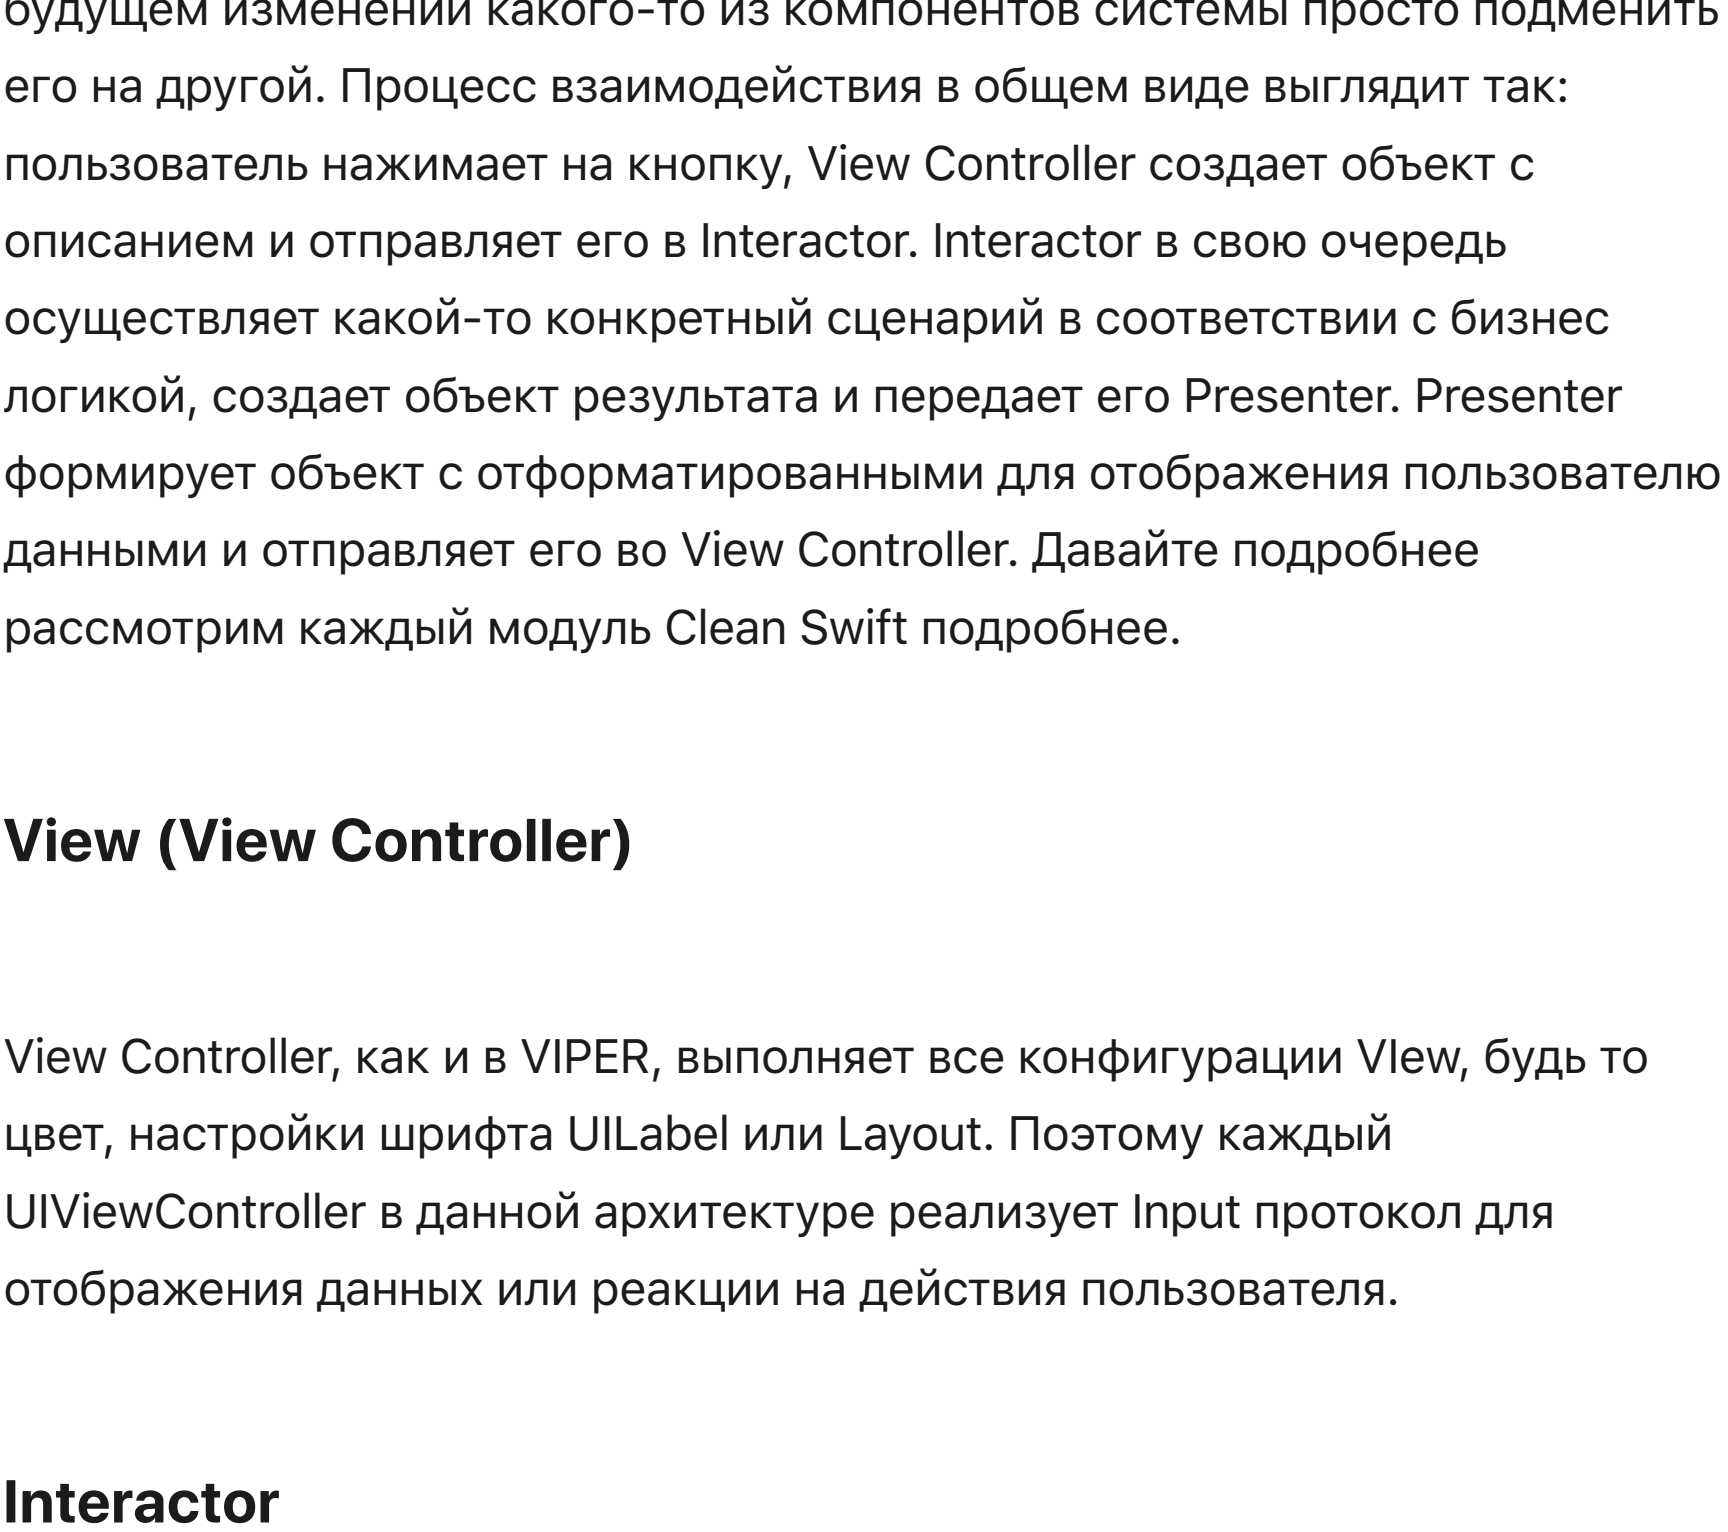 будущем изменении какого-то из компонентов системы просто подменить
его на другой. Процесс взаимодействия в общем виде выглядит так:
пользователь нажимает на кнопку, View Controller создает объект с
описанием и отправляет его в Interactor. Interactor в свою очередь
осуществляет какой-то конкретный сценарий в соответствии с бизнес
логикой, создает объект результата и передает его Presenter. Presenter
формирует объект с отформатированными для отображения пользователю
данными и отправляет его во View Controller. Давайте подробнее
рассмотрим каждый модуль Clean Swift подробнее.
View (View Controller)
View Controller, как и в VIPER, выполняет все конфигурации VIew, будь то
цвет, настройки шрифта UILabel или Layout. Поэтому каждый
UIViewController в данной архитектуре реализует Input протокол для
отображения данных или реакции на действия пользователя.
Interactor